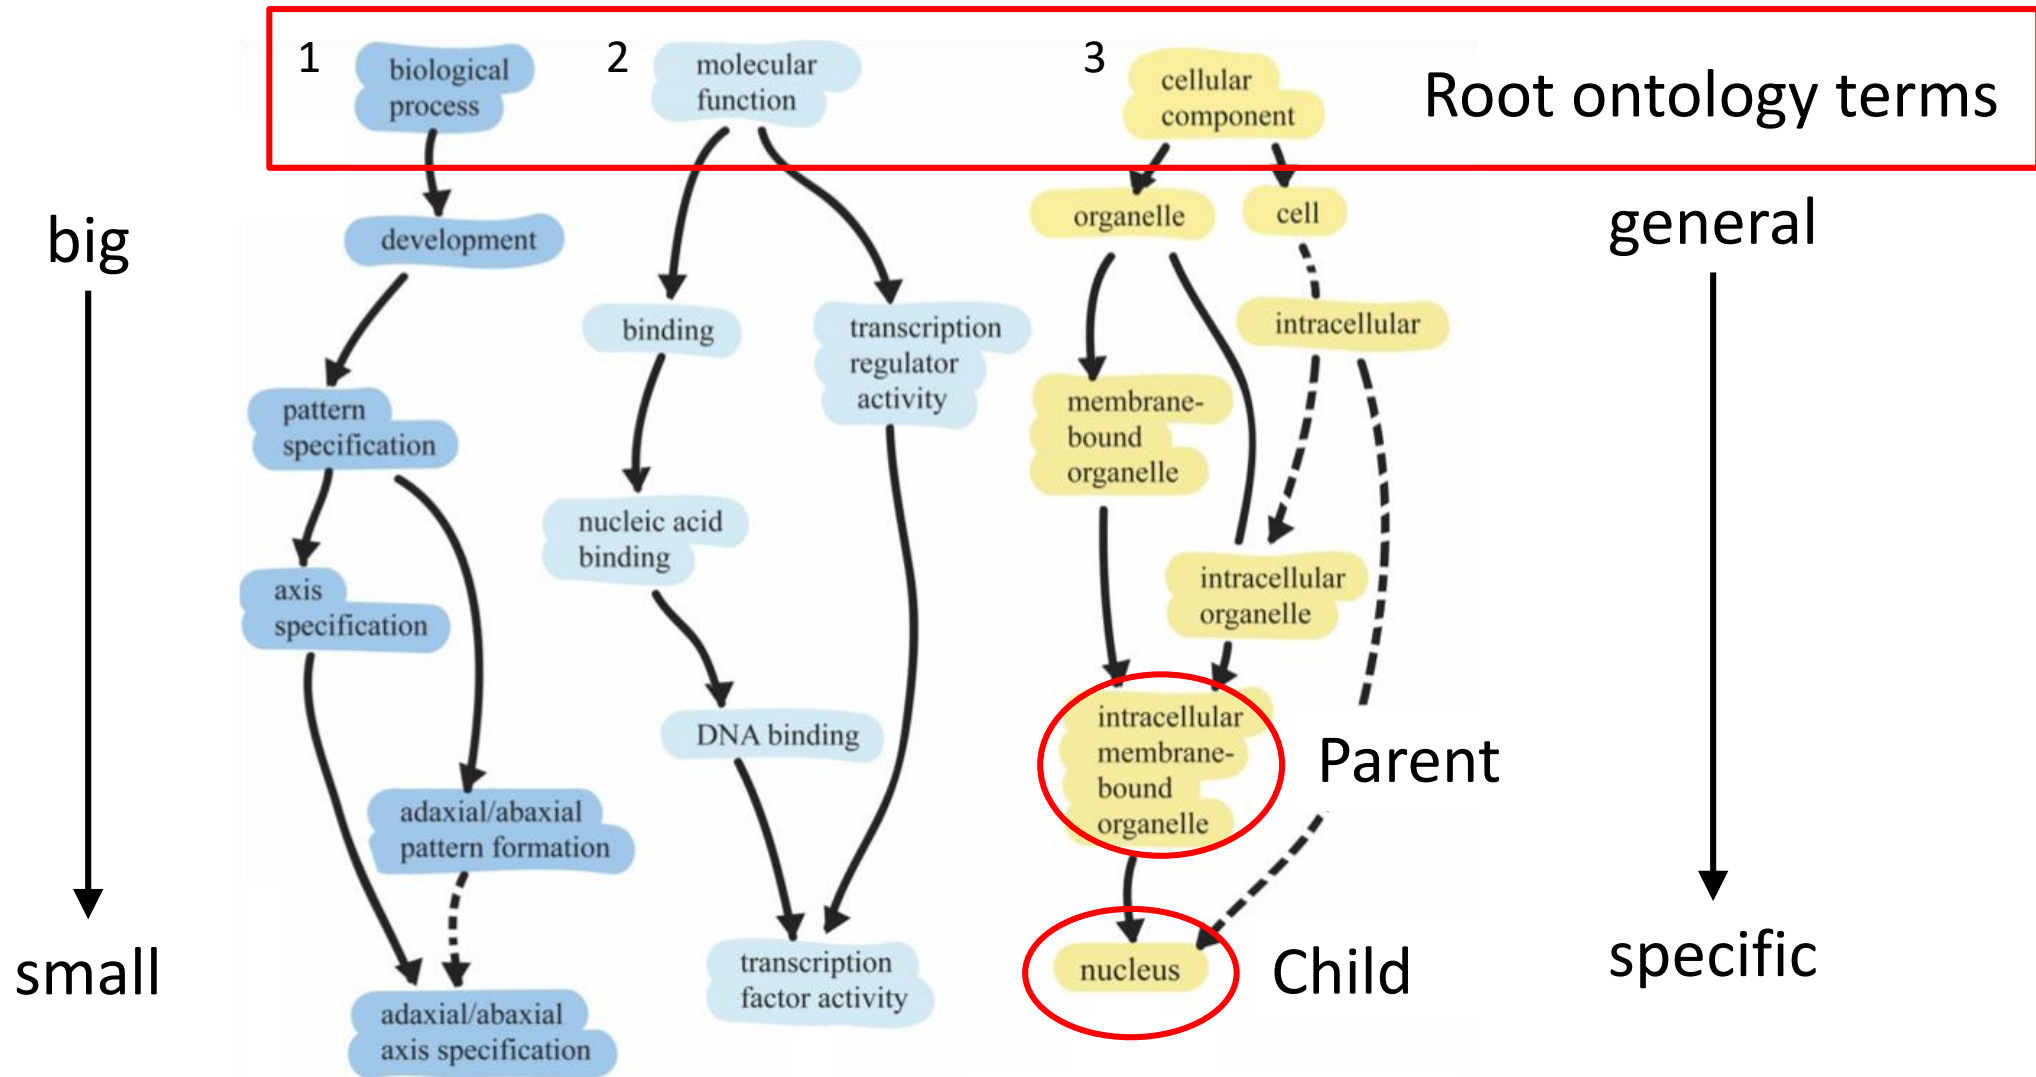 1
biological
process
2
molecular
function
3
cellular
component
Root ontology terms
big
small
general
specific
development
pattern
specification
axis
specification
adaxial/abaxial
pattern formation
adaxial/abaxial
axis specification
binding
transcription
regulator
activity
nucleic acid
binding
DNA binding
transcription
factor activity
organelle
cell
intracellular
membrane-
bound
organelle
intracellular
organelle
intracellular
membrane-
bound
organelle
Parent
nucleus
Child